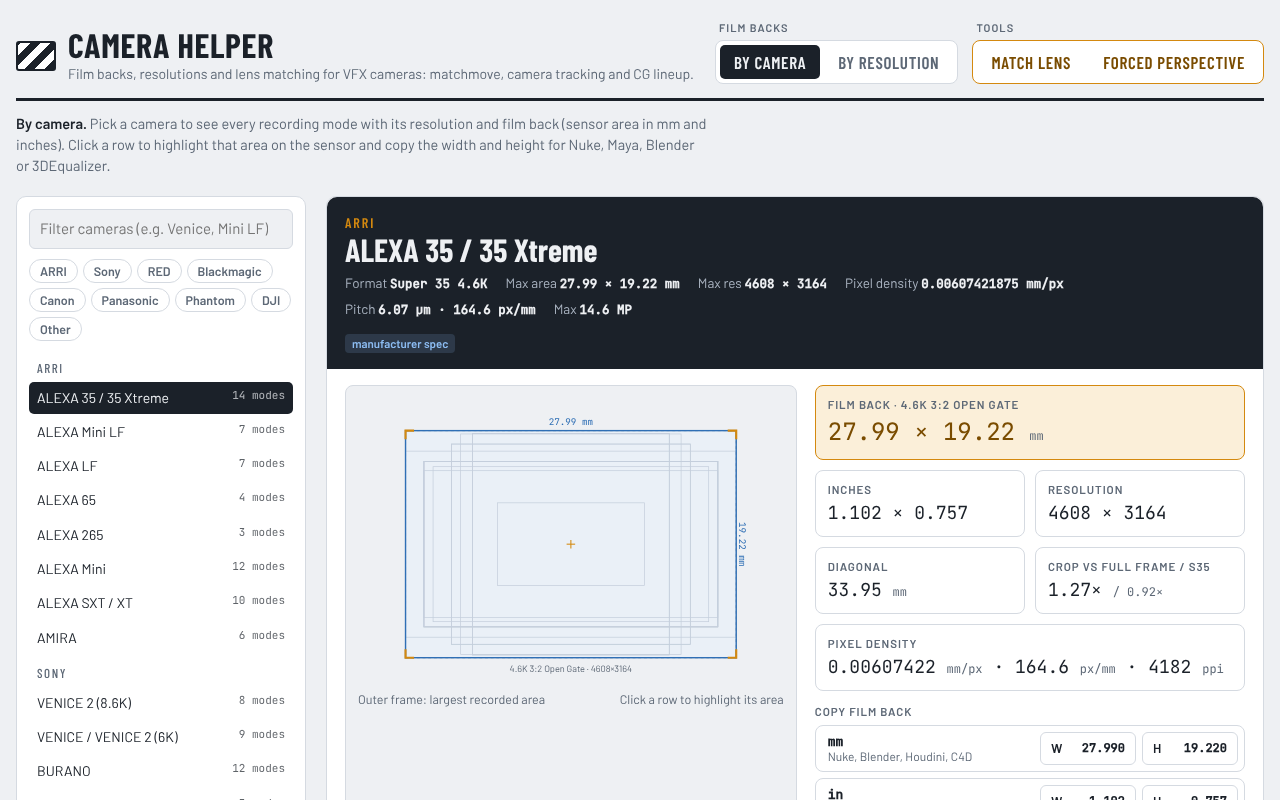 CAMERA HELPER
Film backs, resolutions and lens matching for VFX cameras: matchmove, camera tracking and CG lineup.
FILM BACKS
BY CAMERA
BY RESOLUTION
TOOLS
MATCH LENS
FORCED PERSPECTIVE
By camera. Pick a camera to see every recording mode with its resolution and film back (sensor area in mm and
inches). Click a row to highlight that area on the sensor and copy the width and height for Nuke, Maya, Blender
or 3DEqualizer.
Filter cameras (e.g. Venice, Mini LF)
ARRI
Sony
RED
Blackmagic
Canon
Panasonic
Phantom
DJI
Other
ARRI
ALEXA 35 / 35 Xtreme 14 modes
ALEXA Mini LF 7 modes
ALEXA LF 7 modes
ALEXA 65 4 modes
ALEXA 265 3 modes
ALEXA Mini 12 modes
ALEXA SXT / XT 10 modes
AMIRA 6 modes
SONY
VENICE 2 (8.6K) 8 modes
VENICE / VENICE 2 (6K) 9 modes
BURANO 12 modes
ARRI
ALEXA 35 / 35 Xtreme
Format Super 35 4.6K Max area 27.99 × 19.22 mm Max res 4608 × 3164 Pixel density 0.00607421875 mm/px
Pitch 6.07 µm · 164.6 px/mm Max 14.6 MP
manufacturer spec
27.99 mm
19.22 mm
4.6K 3:2 Open Gate · 4608×3164
Outer frame: largest recorded area
Click a row to highlight its area
FILM BACK · 4.6K 3:2 OPEN GATE
27.99 × 19.22 mm
INCHES
1.102 × 0.757
RESOLUTION
4608 × 3164
DIAGONAL
33.95 mm
CROP VS FULL FRAME / S35
1.27× / 0.92×
PIXEL DENSITY
0.00607422 mm/px · 164.6 px/mm · 4182 ppi
COPY FILM BACK
mm
Nuke, Blender, Houdini, C4D
W 27.990
H 19.220
in
W 1.102
H 0.757